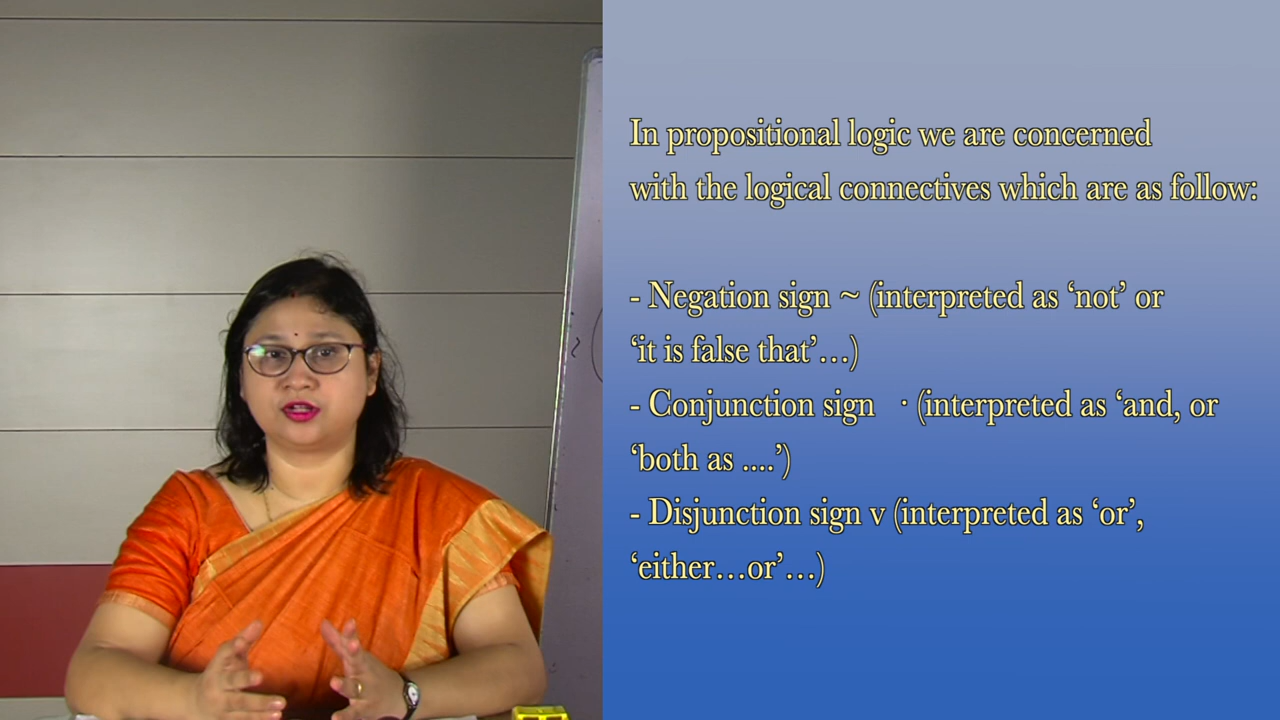 In propositional logic we are concerned
with the logical connectives which are as follow:
- Negation sign ~ (interpreted as ‘not’ or
‘it is false that’…)
- Conjunction sign · (interpreted as ‘and, or
‘both as ....’)
- Disjunction sign v (interpreted as ‘or’,
‘either…or’…)